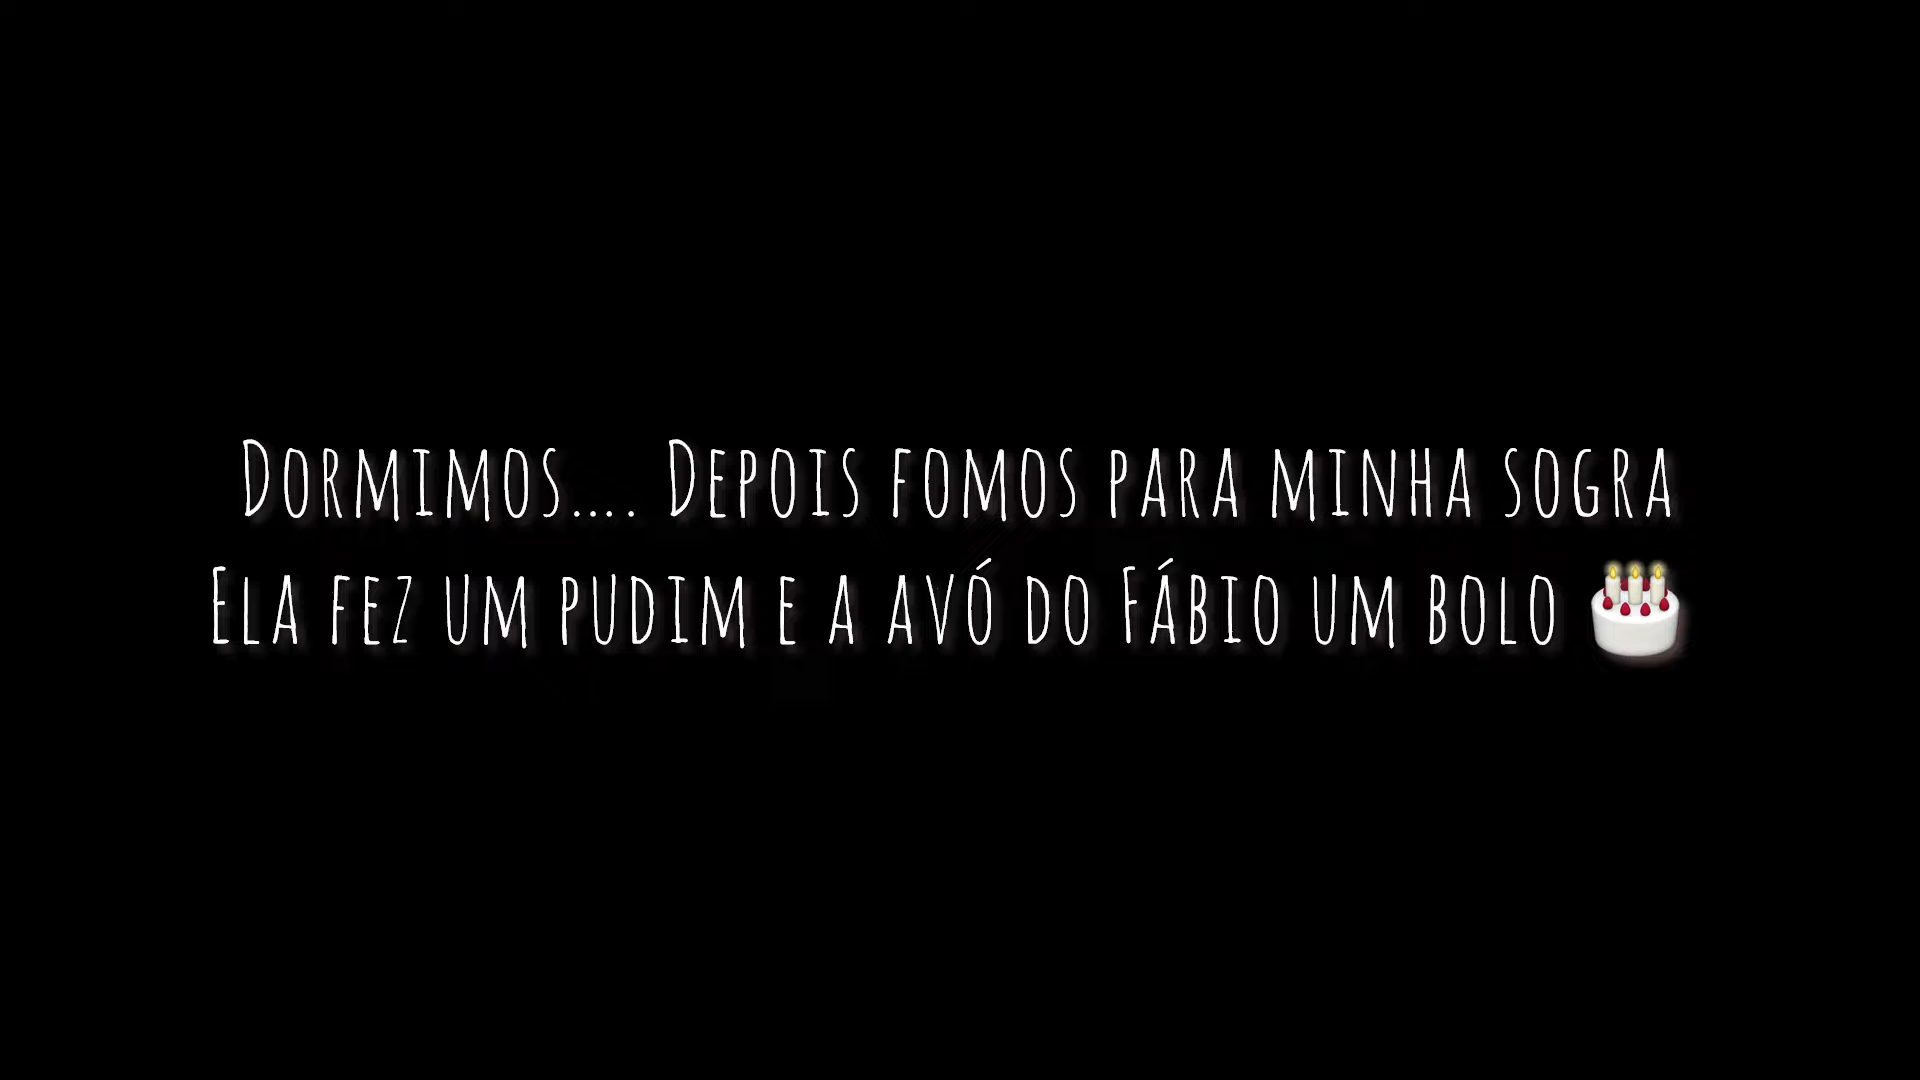 Dormimos.... Depois fomos para minha sogra
Ela fez um pudim e a avó do Fábio um bolo 🎂